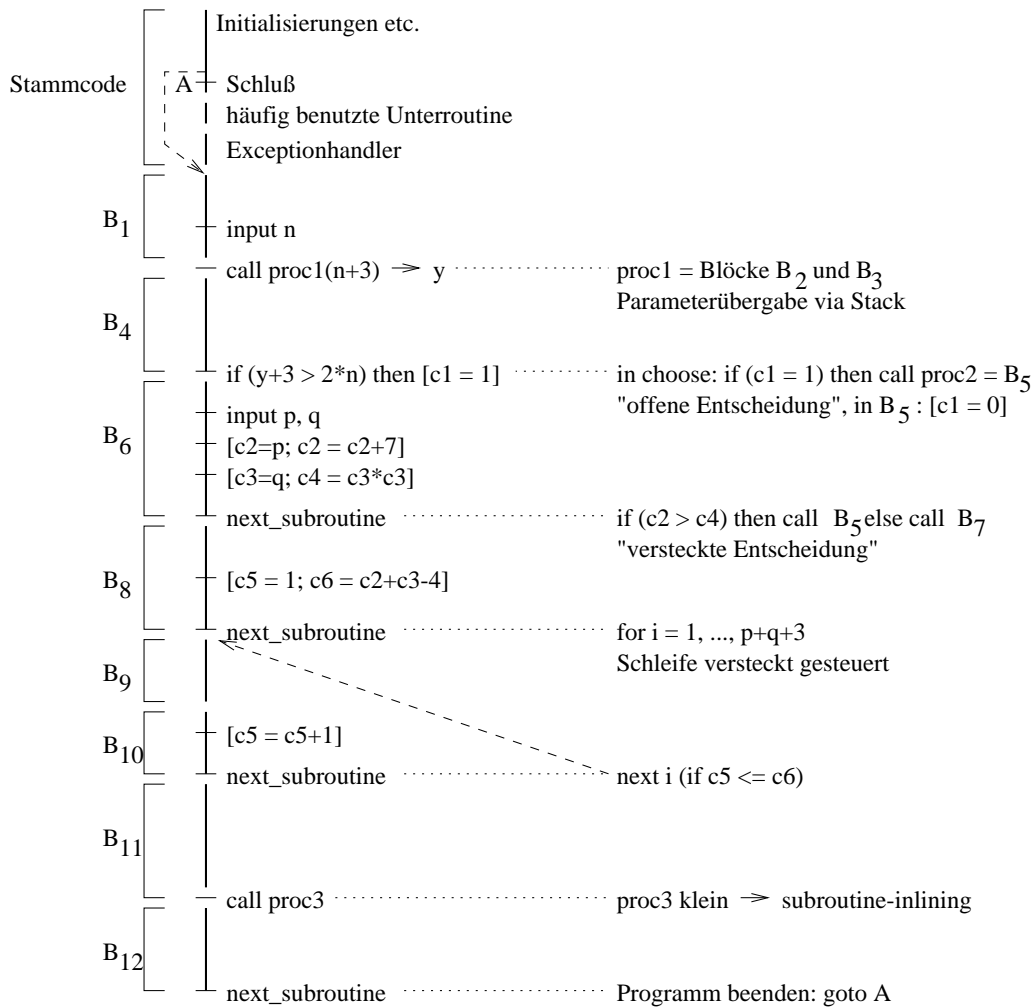 Initialisierungen etc.
Stammcode
A
Schluß
häufig benutzte Unterroutine
Exceptionhandler
B1
input n
call proc1(n+3) → y
proc1 = Blöcke B2 und B3
Parameterübergabe via Stack
B4
if (y+3 > 2*n) then [c1 = 1]
in choose: if (c1 = 1) then call proc2 = B5
"offene Entscheidung", in B5 : [c1 = 0]
B6
input p, q
[c2=p; c2 = c2+7]
[c3=q; c4 = c3*c3]
next_subroutine
if (c2 > c4) then call B5 else call B7
"versteckte Entscheidung"
B8
[c5 = 1; c6 = c2+c3-4]
next_subroutine
for i = 1, ..., p+q+3
Schleife versteckt gesteuert
B9
B10
[c5 = c5+1]
next_subroutine
next i (if c5 <= c6)
B11
call proc3
proc3 klein → subroutine-inlining
B12
next_subroutine
Programm beenden: goto A